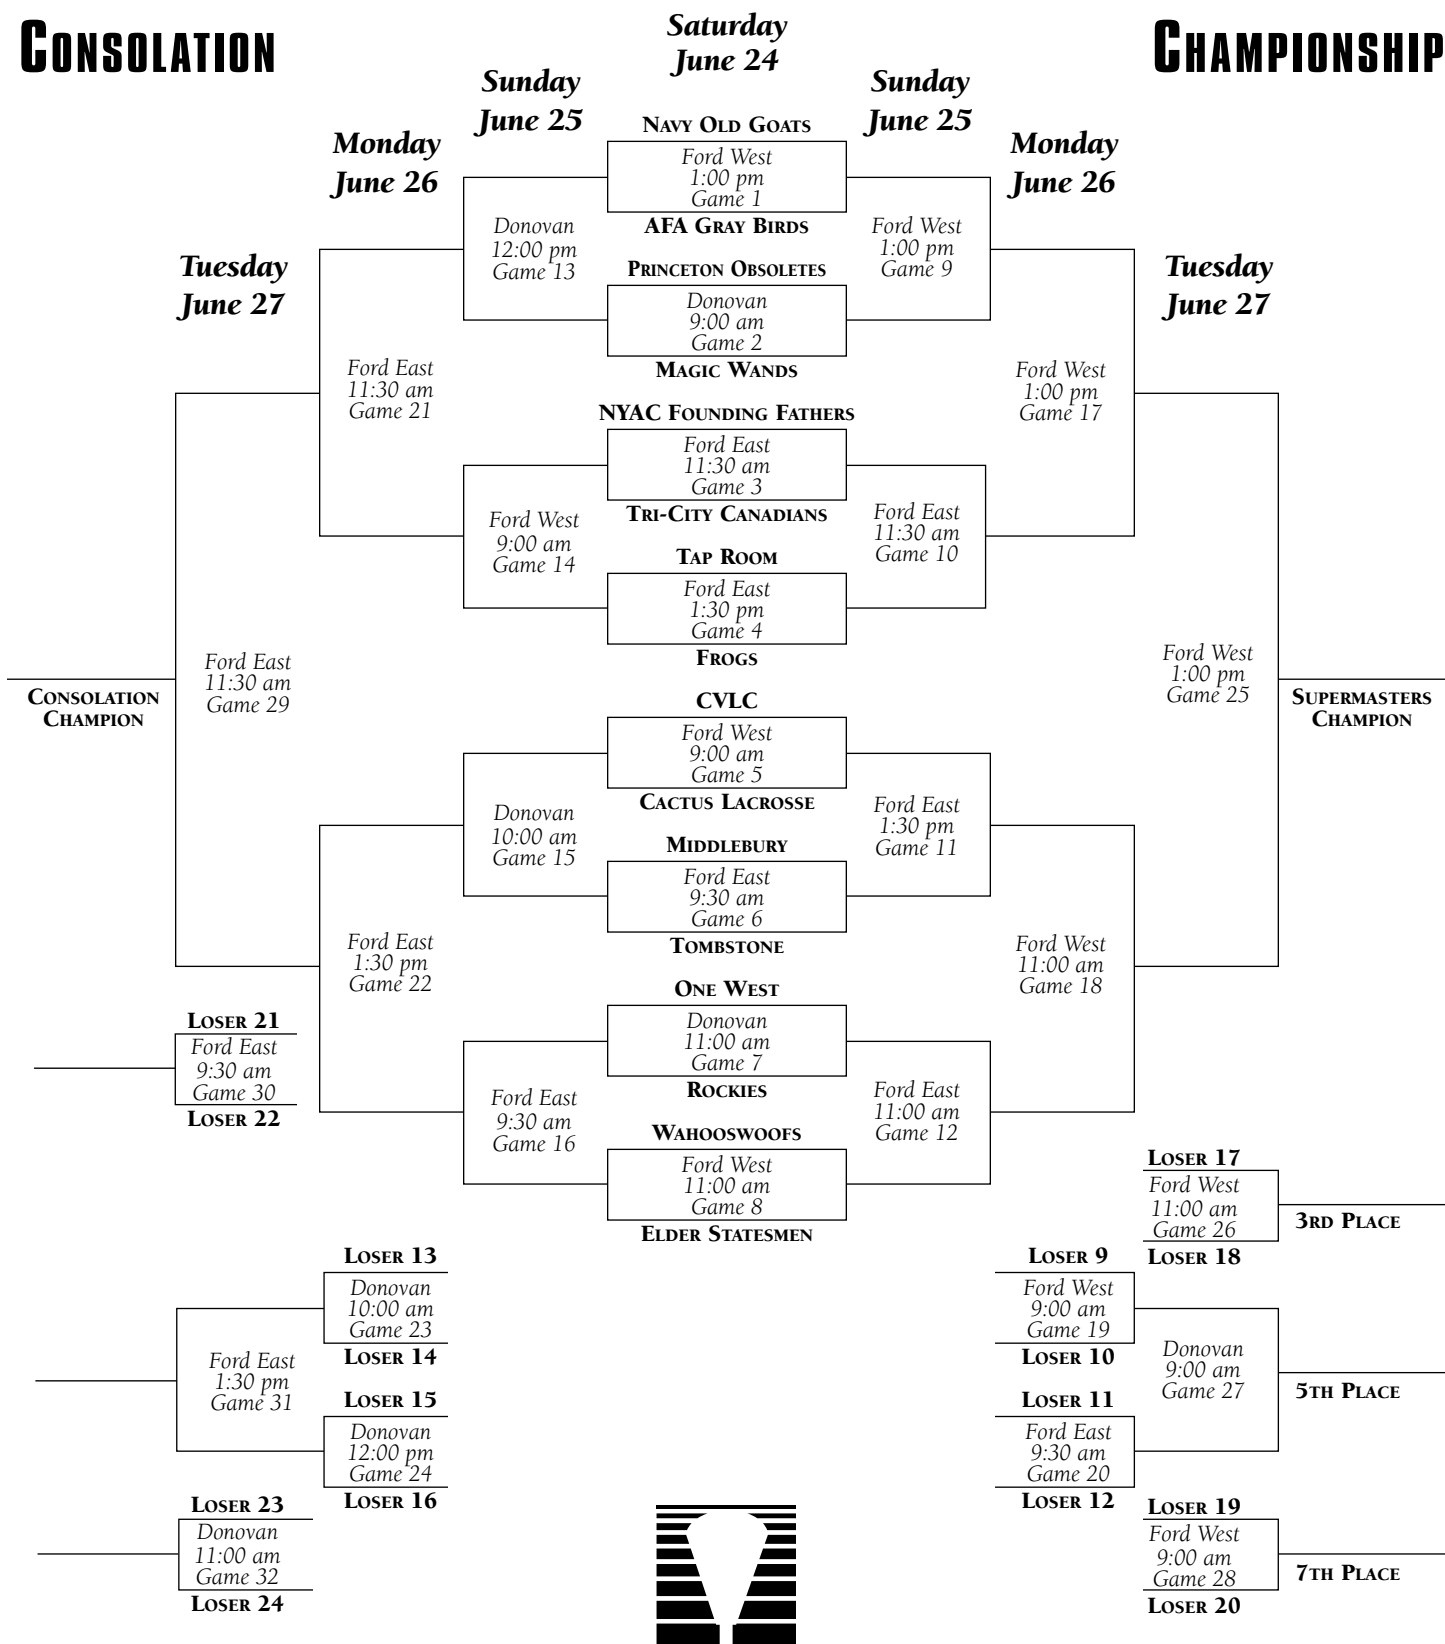 CONSOLATION
CHAMPIONSHIP
Saturday
June 24
Sunday
June 25
Sunday
June 25
Monday
June 26
Monday
June 26
Tuesday
June 27
Tuesday
June 27
NAVY OLD GOATS
Ford West
1:00 pm
Game 1
AFA GRAY BIRDS
PRINCETON OBSOLETES
Donovan
9:00 am
Game 2
MAGIC WANDS
NYAC FOUNDING FATHERS
Ford East
11:30 am
Game 3
TRI-CITY CANADIANS
TAP ROOM
Ford East
1:30 pm
Game 4
FROGS
CVLC
Ford West
9:00 am
Game 5
CACTUS LACROSSE
MIDDLEBURY
Ford East
9:30 am
Game 6
TOMBSTONE
ONE WEST
Donovan
11:00 am
Game 7
ROCKIES
WAHOOSWOOFS
Ford West
11:00 am
Game 8
ELDER STATESMEN
Donovan
12:00 pm
Game 13
Ford West
9:00 am
Game 14
Donovan
10:00 am
Game 15
Ford East
9:30 am
Game 16
Ford East
11:30 am
Game 21
Ford East
1:30 pm
Game 22
Ford East
11:30 am
Game 29
CONSOLATION
CHAMPION
LOSER 21
Ford East
9:30 am
Game 30
LOSER 22
LOSER 13
Donovan
10:00 am
Game 23
LOSER 14
LOSER 15
Donovan
12:00 pm
Game 24
LOSER 16
Ford East
1:30 pm
Game 31
LOSER 23
Donovan
11:00 am
Game 32
LOSER 24
Ford West
1:00 pm
Game 9
Ford East
11:30 am
Game 10
Ford East
1:30 pm
Game 11
Ford East
11:00 am
Game 12
Ford West
1:00 pm
Game 17
Ford West
11:00 am
Game 18
Ford West
1:00 pm
Game 25
SUPERMASTERS
CHAMPION
LOSER 17
Ford West
11:00 am
Game 26
LOSER 18
3RD PLACE
LOSER 9
Ford West
9:00 am
Game 19
LOSER 10
LOSER 11
Ford East
9:30 am
Game 20
LOSER 12
Donovan
9:00 am
Game 27
5TH PLACE
LOSER 19
Ford West
9:00 am
Game 28
LOSER 20
7TH PLACE